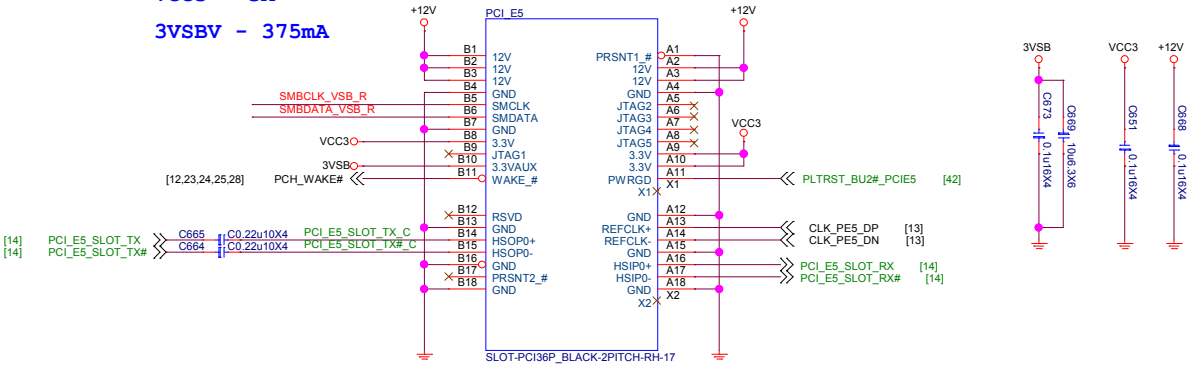 3VSBV - 375mA
+12V
PCI_E5
+12V
B1 12V
B2 12V
B3 12V
B4 GND
SMBCLK_VSB_R B5 SMCLK
SMBDATA_VSB_R B6 SMDATA
B7 GND
VCC3 B8 3.3V
B9 JTAG1
3VSB B10 3.3VAUX
[12,23,24,25,28] PCH_WAKE# B11 WAKE_#
B12 RSVD
B13 GND
[14] PCI_E5_SLOT_TX C665 C0.22u10X4 PCI_E5_SLOT_TX_C B14 HSOP0+
[14] PCI_E5_SLOT_TX# C664 C0.22u10X4 PCI_E5_SLOT_TX#_C B15 HSOP0-
B16 GND
B17 PRSNT2_#
B18 GND
PRSNT1_# A1
12V A2
12V A3
GND A4
JTAG2 A5
JTAG3 A6
JTAG4 A7
JTAG5 A8
VCC3
3.3V A9
3.3V A10
PWRGD A11 PLTRST_BU2#_PCIE5 [42]
X1 X1
GND A12
REFCLK+ A13 CLK_PE5_DP [13]
REFCLK- A14 CLK_PE5_DN [13]
GND A15
HSIP0+ A16 PCI_E5_SLOT_RX [14]
HSIP0- A17 PCI_E5_SLOT_RX# [14]
GND A18
X2 X2
SLOT-PCI36P_BLACK-2PITCH-RH-17
3VSB VCC3 +12V
C673 0.1u16X4
C669 10u6.3X6
C651 0.1u16X4
C668 0.1u16X4